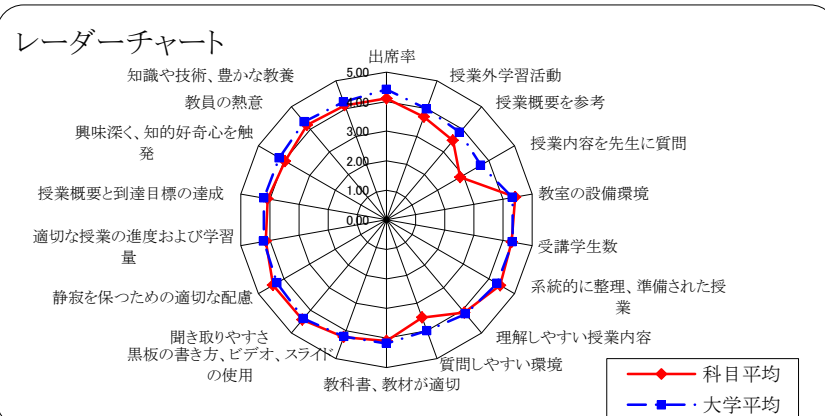 レーダーチャート
出席率
授業外学習活動
授業概要を参考
授業内容を先生に質問
教室の設備環境
受講学生数
系統的に整理、準備された授
業
理解しやすい授業内容
質問しやすい環境
教科書、教材が適切
黒板の書き方、ビデオ、スライド
の使用
聞き取りやすさ
静寂を保つための適切な配慮
適切な授業の進度および学習
量
授業概要と到達目標の達成
興味深く、知的好奇心を触
発
教員の熱意
知識や技術、豊かな教養
5.00
4.00
3.00
2.00
1.00
0.00
科目平均
大学平均